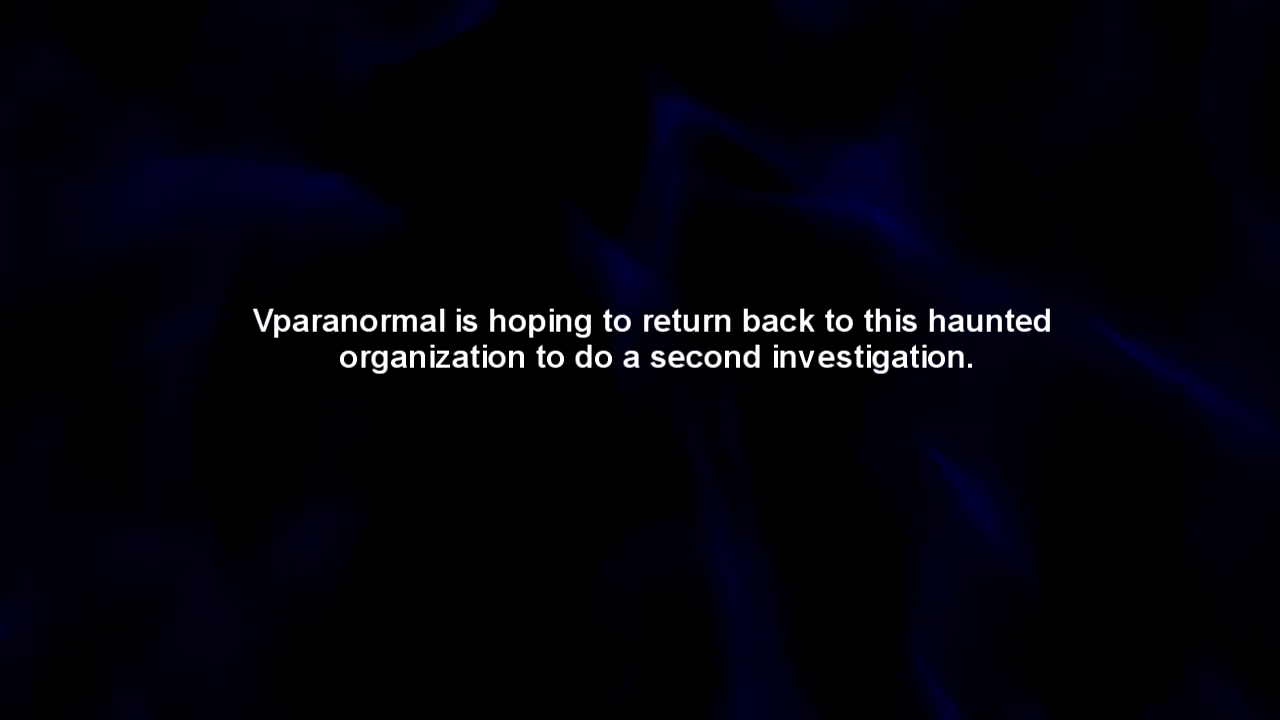 Vparanormal is hoping to return back to this haunted
organization to do a second investigation.